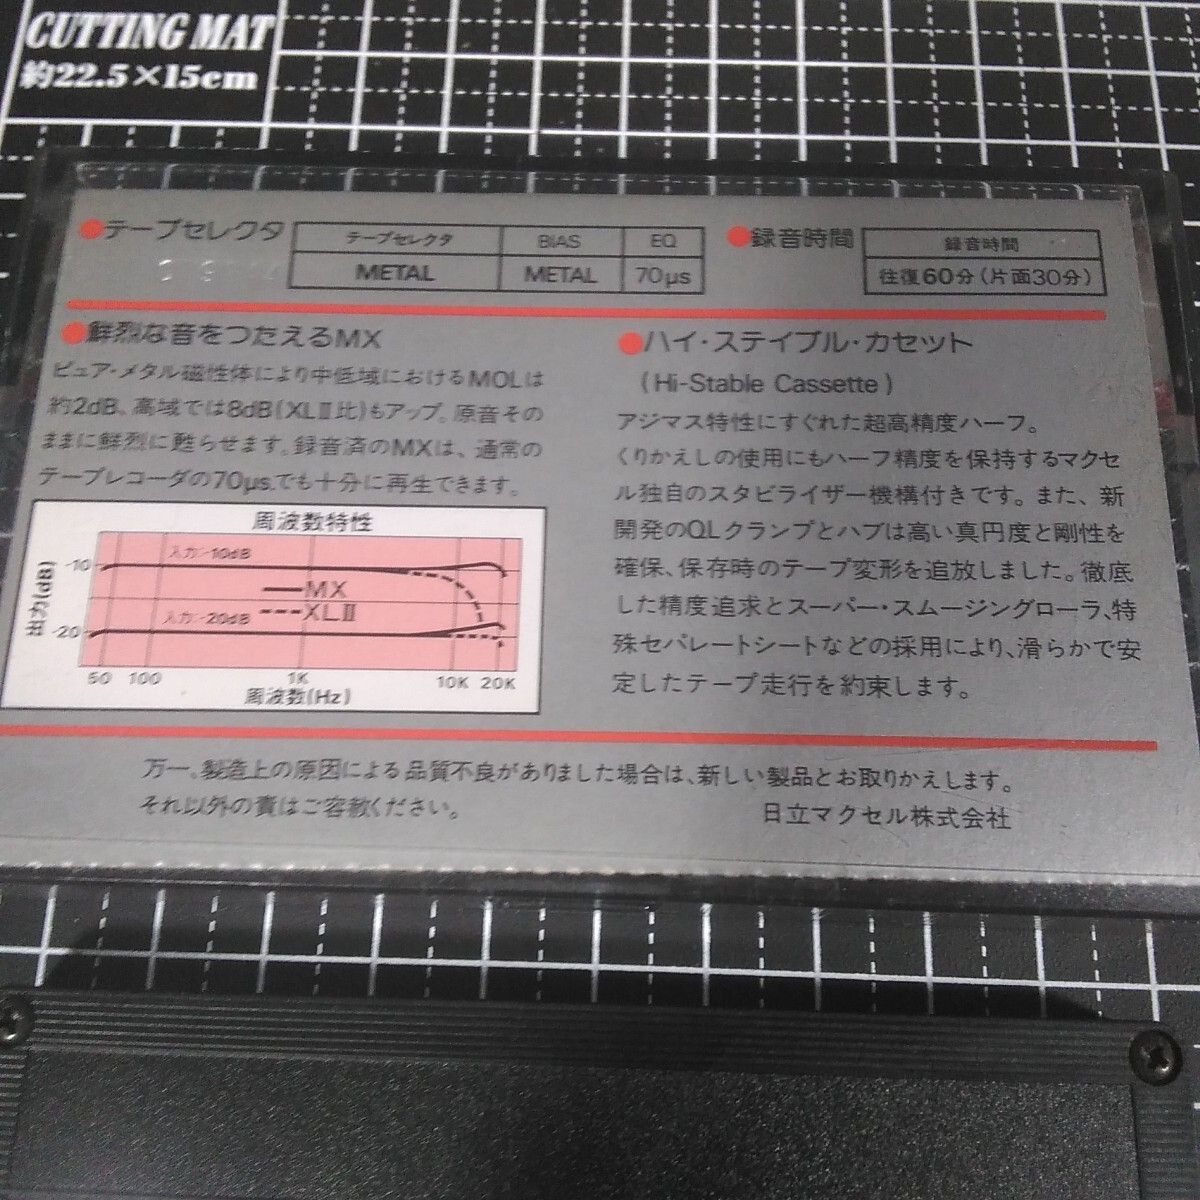 CUTTING MAT
約22.5×15cm
●テープセレクタ
テープセレクタ BIAS EQ
METAL METAL 70μs
●録音時間
録音時間
往復60分(片面30分)
●鮮烈な音をつたえるMX
ピュア・メタル磁性体により中低域におけるMOLは
約2dB、高域では8dB(XLⅡ比)もアップ。原音その
ままに鮮烈に甦らせます。録音済のMXは、通常の
テープレコーダの70μs.でも十分に再生できます。
周波数特性
入力:-10dB
-10
MX
XLⅡ
入力:-20dB
-20
出力(dB)
50 100 1K 10K 20K
周波数(Hz)
●ハイ・ステイブル・カセット
(Hi-Stable Cassette)
アジマス特性にすぐれた超高精度ハーフ。
くりかえしの使用にもハーフ精度を保持するマクセ
ル独自のスタビライザー機構付きです。また、新
開発のQLクランプとハブは高い真円度と剛性を
確保、保存時のテープ変形を追放しました。徹底
した精度追求とスーパー・スムージングローラ、特
殊セパレートシートなどの採用により、滑らかで安
定したテープ走行を約束します。
万一、製造上の原因による品質不良がありました場合は、新しい製品とお取りかえします。
それ以外の責はご容赦ください。
日立マクセル株式会社